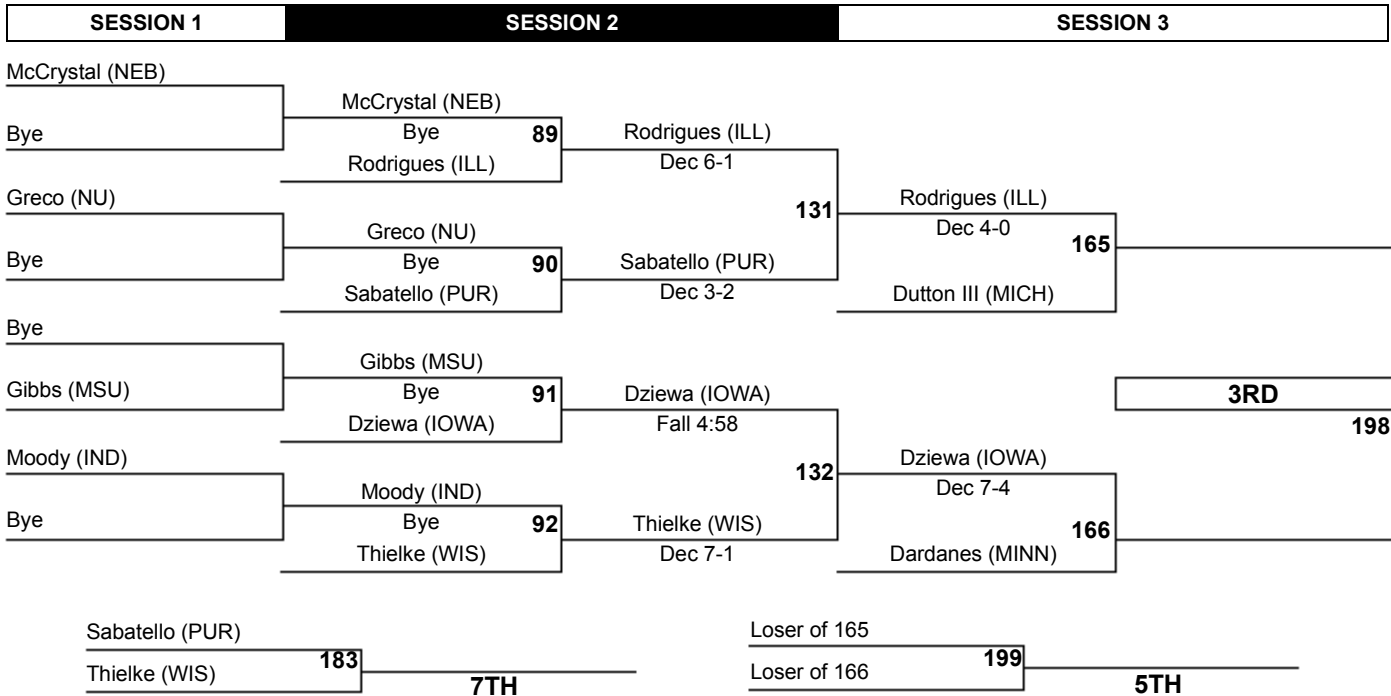 SESSION 1
SESSION 2
SESSION 3
McCrystal (NEB)
Bye
Greco (NU)
Bye
Bye
Gibbs (MSU)
Moody (IND)
Bye
McCrystal (NEB)
Bye
89
Rodrigues (ILL)
Greco (NU)
Bye
90
Sabatello (PUR)
Gibbs (MSU)
Bye
91
Dziewa (IOWA)
Moody (IND)
Bye
92
Thielke (WIS)
Rodrigues (ILL)
Dec 6-1
131
Sabatello (PUR)
Dec 3-2
Dziewa (IOWA)
Fall 4:58
132
Thielke (WIS)
Dec 7-1
Rodrigues (ILL)
Dec 4-0
165
Dutton III (MICH)
3RD
198
Dziewa (IOWA)
Dec 7-4
166
Dardanes (MINN)
Sabatello (PUR)
183
Thielke (WIS)
7TH
Loser of 165
199
Loser of 166
5TH